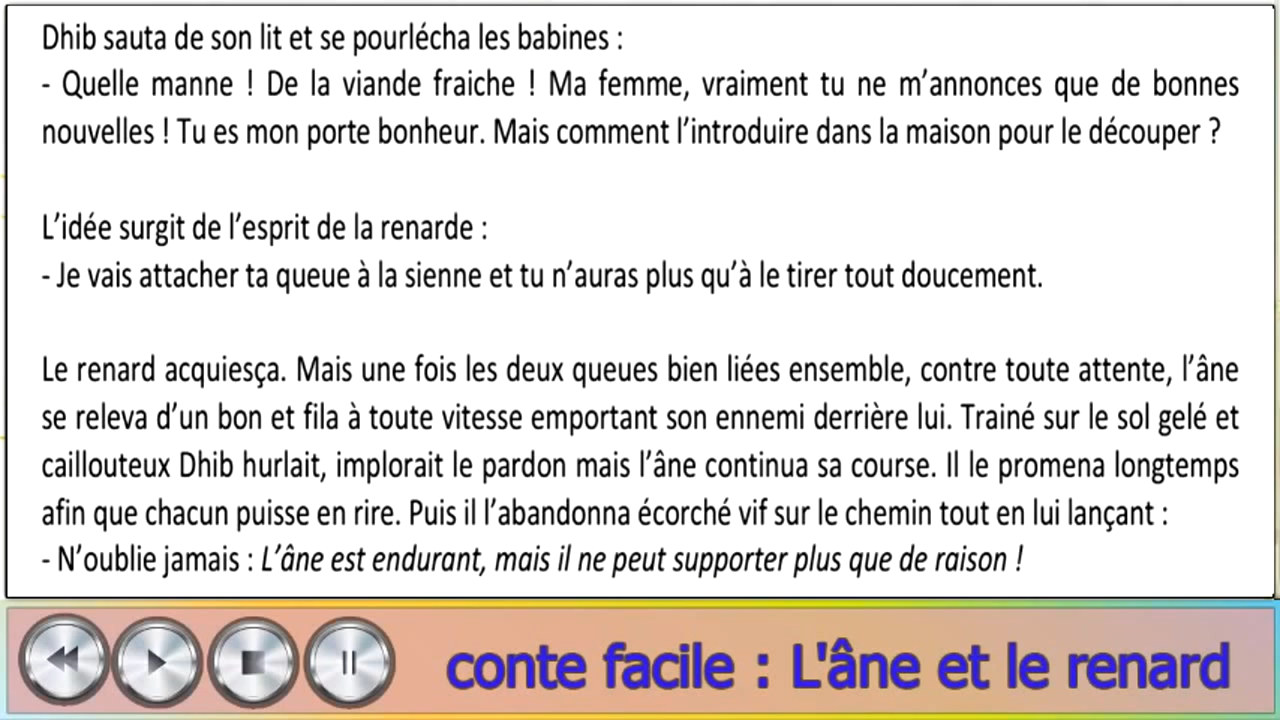 Dhib sauta de son lit et se pourlécha les babines :
- Quelle manne ! De la viande fraiche ! Ma femme, vraiment tu ne m’annonces que de bonnes
nouvelles ! Tu es mon porte bonheur. Mais comment l’introduire dans la maison pour le découper ?
L’idée surgit de l’esprit de la renarde :
- Je vais attacher ta queue à la sienne et tu n’auras plus qu’à le tirer tout doucement.
Le renard acquiesça. Mais une fois les deux queues bien liées ensemble, contre toute attente, l’âne
se releva d’un bon et fila à toute vitesse emportant son ennemi derrière lui. Trainé sur le sol gelé et
caillouteux Dhib hurlait, implorait le pardon mais l’âne continua sa course. Il le promena longtemps
afin que chacun puisse en rire. Puis il l’abandonna écorché vif sur le chemin tout en lui lançant :
- N’oublie jamais : L’âne est endurant, mais il ne peut supporter plus que de raison !
conte facile : L'âne et le renard